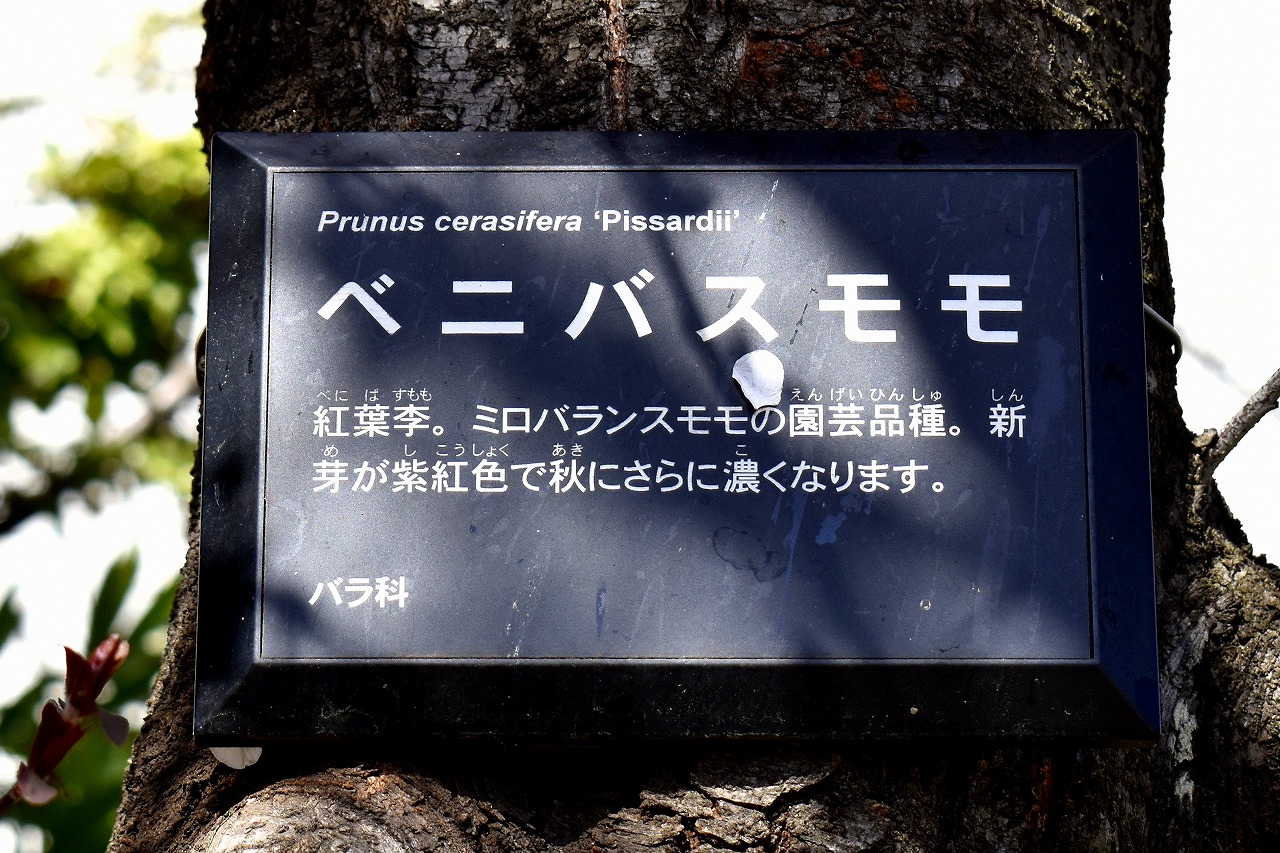 Prunus cerasifera ‘Pissardii’
ベニバスモモ
べに ば すもも えんげいひんしゅ しん
紅葉李。ミロバランスモモの園芸品種。新
め し こうしょく あき こ
芽が紫紅色で秋にさらに濃くなります。
バラ科